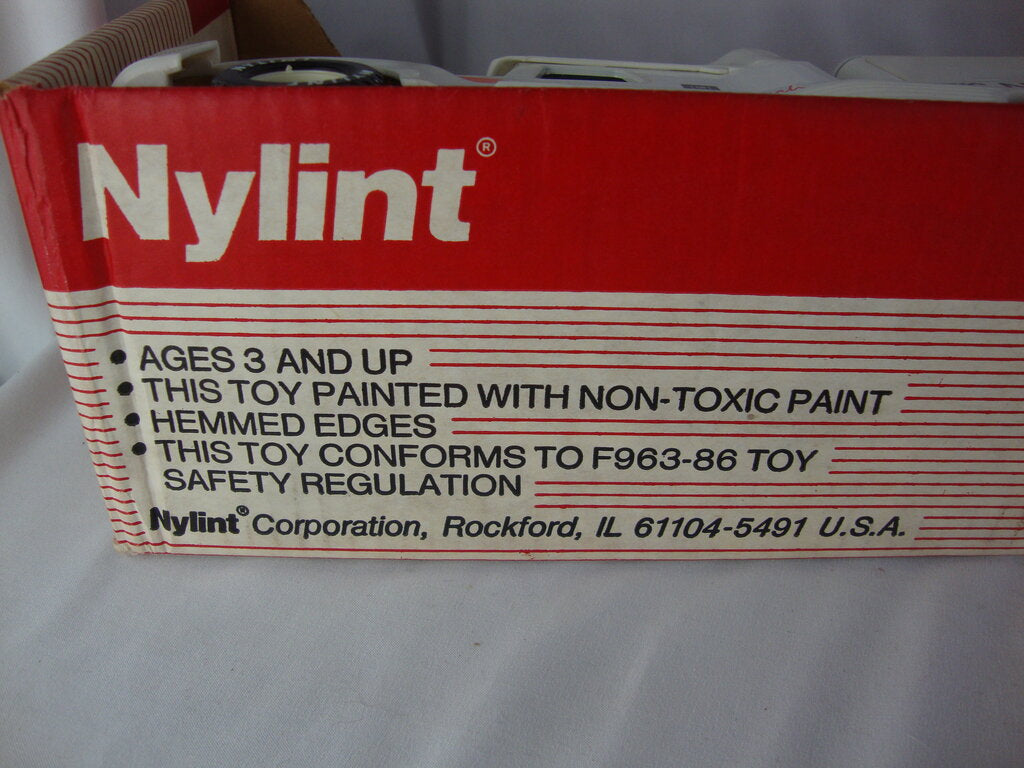 Nylint®
• AGES 3 AND UP
• THIS TOY PAINTED WITH NON-TOXIC PAINT
• HEMMED EDGES
• THIS TOY CONFORMS TO F963-86 TOY
SAFETY REGULATION
Nylint® Corporation, Rockford, IL 61104-5491 U.S.A.